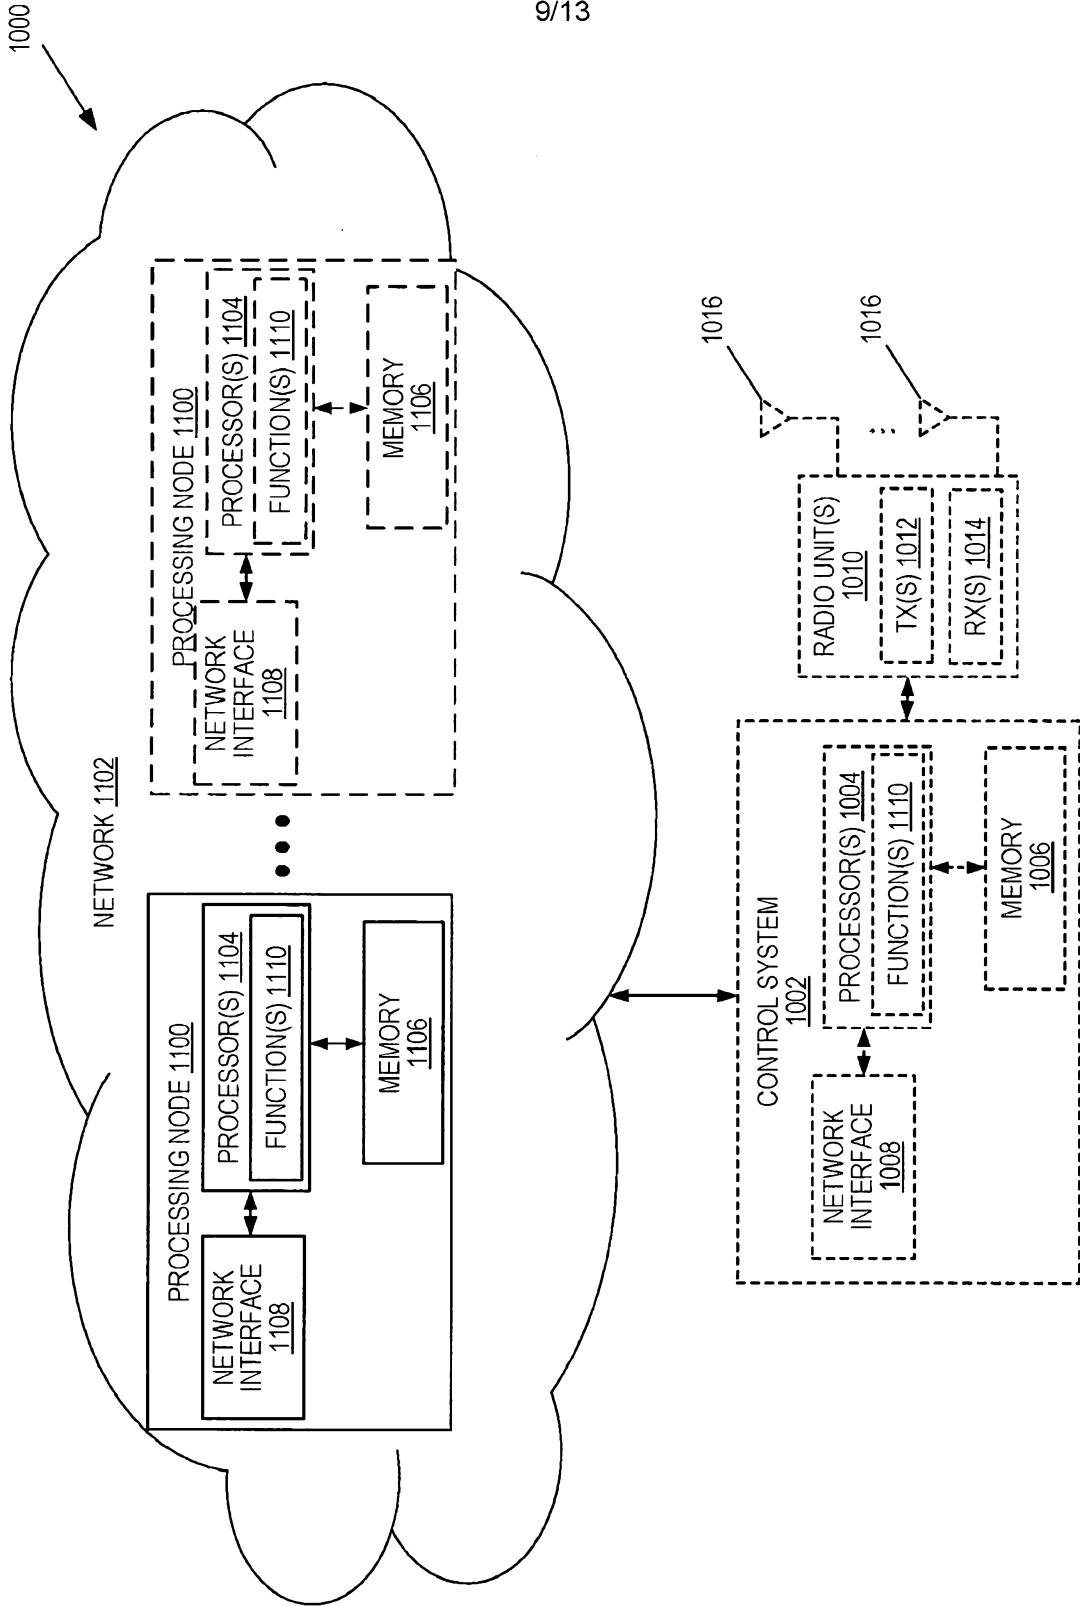 9/13
1000
NETWORK 1102
PROCESSING NODE 1100
NETWORK
INTERFACE
1108
PROCESSOR(S) 1104
FUNCTION(S) 1110
MEMORY
1106
PROCESSING NODE 1100
NETWORK
INTERFACE
1108
PROCESSOR(S) 1104
FUNCTION(S) 1110
MEMORY
1106
CONTROL SYSTEM
1002
NETWORK
INTERFACE
1008
PROCESSOR(S) 1004
FUNCTION(S) 1110
MEMORY
1006
RADIO UNIT(S)
1010
TX(S) 1012
RX(S) 1014
1016
1016